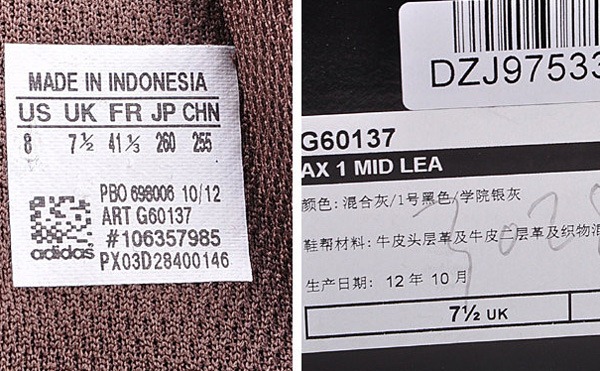 MADE IN INDONESIA
US UK FR JP CHN
8 7½ 41⅓ 260 255
PBO 698006 10/12
ART G60137
#106357985
PX03D28400146
adidas
DZJ97533
G60137
AX 1 MID LEA
颜色: 混合灰/1号黑色/学院银灰
鞋帮材料: 牛皮头层革及牛皮二层革及织物混
生产日期: 12 年 10 月
7½ UK